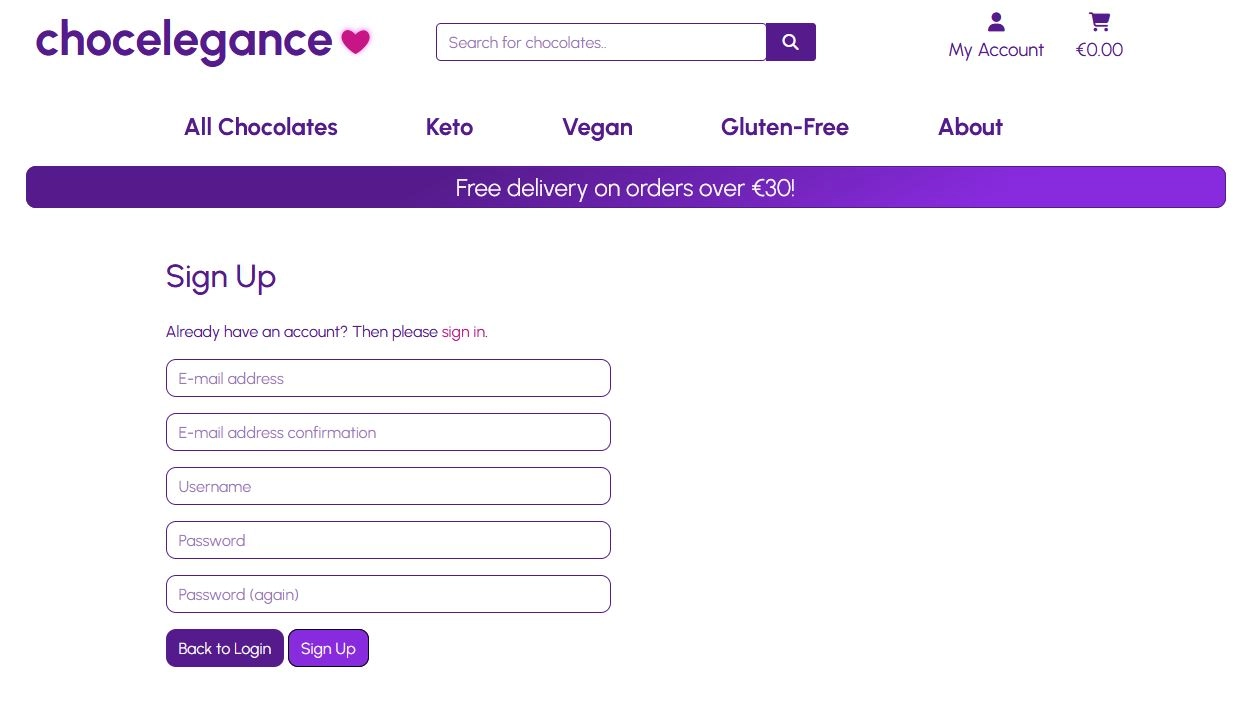 chocelegance
Search for chocolates..
My Account
€0.00
All Chocolates
Keto
Vegan
Gluten-Free
About
Free delivery on orders over €30!
Sign Up
Already have an account? Then please sign in.
E-mail address
E-mail address confirmation
Username
Password
Password (again)
Back to Login
Sign Up